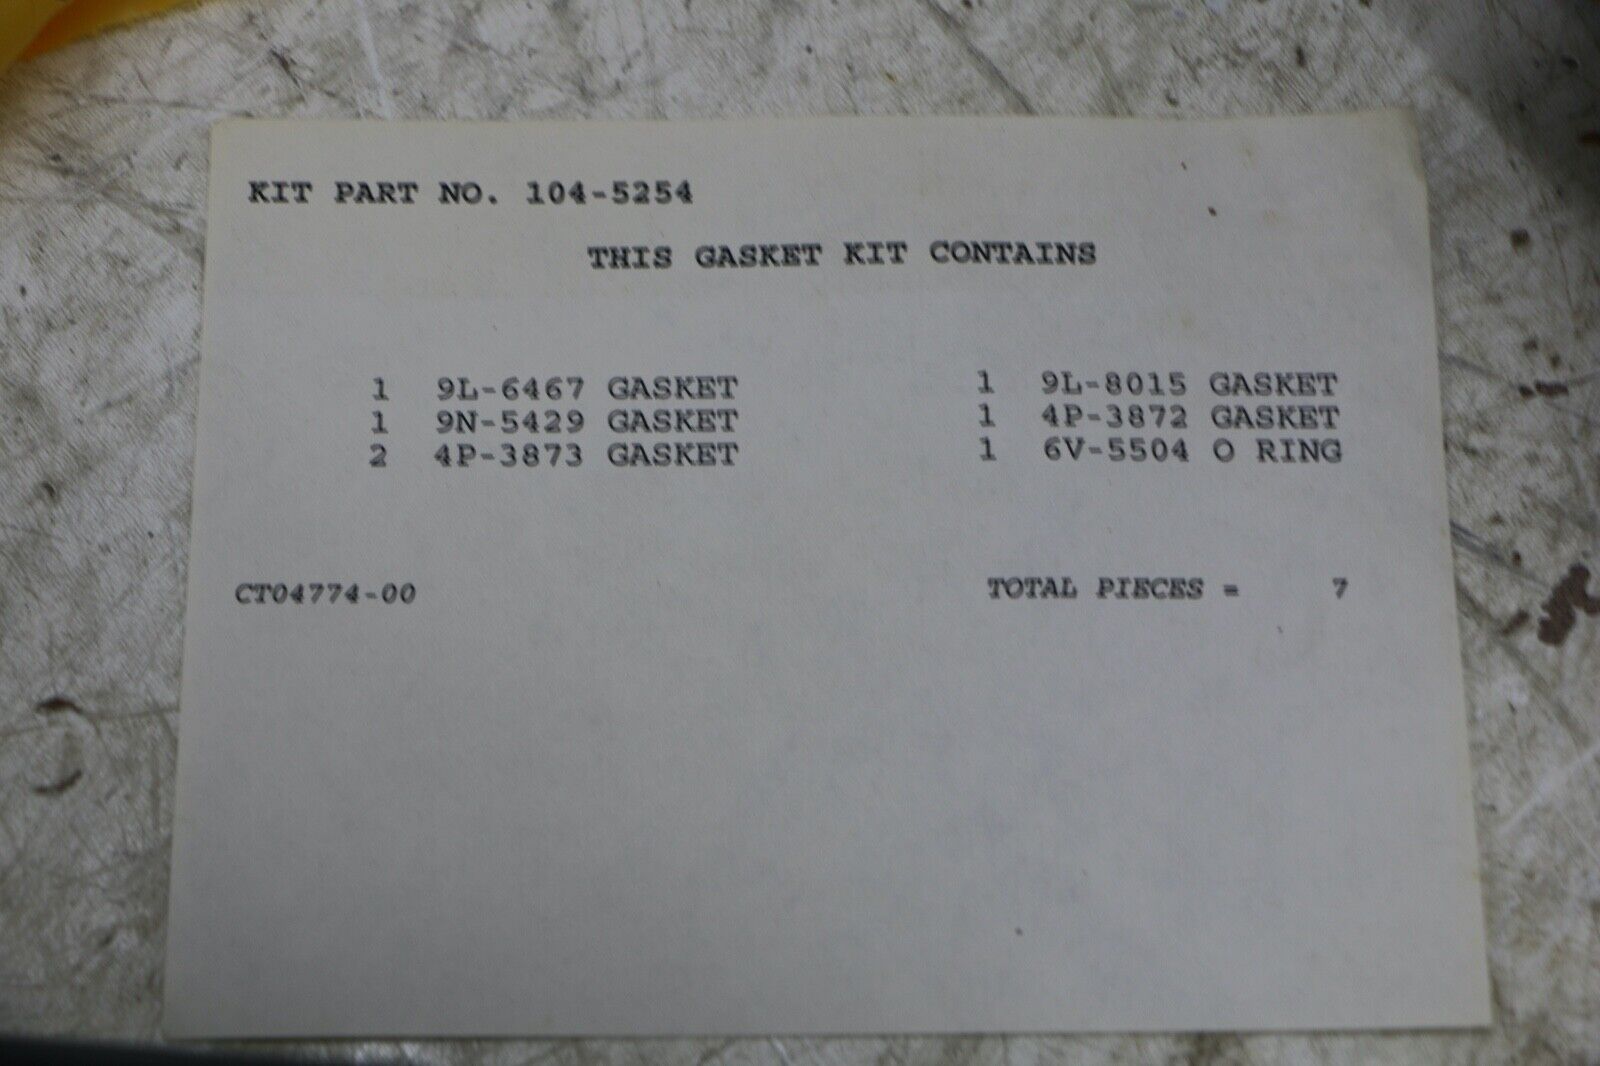 KIT PART NO. 104-5254
THIS GASKET KIT CONTAINS
1 9L-6467 GASKET 1 9L-8015 GASKET
1 9N-5429 GASKET 1 4P-3872 GASKET
2 4P-3873 GASKET 1 6V-5504 O RING
CT04774-00 TOTAL PIECES = 7